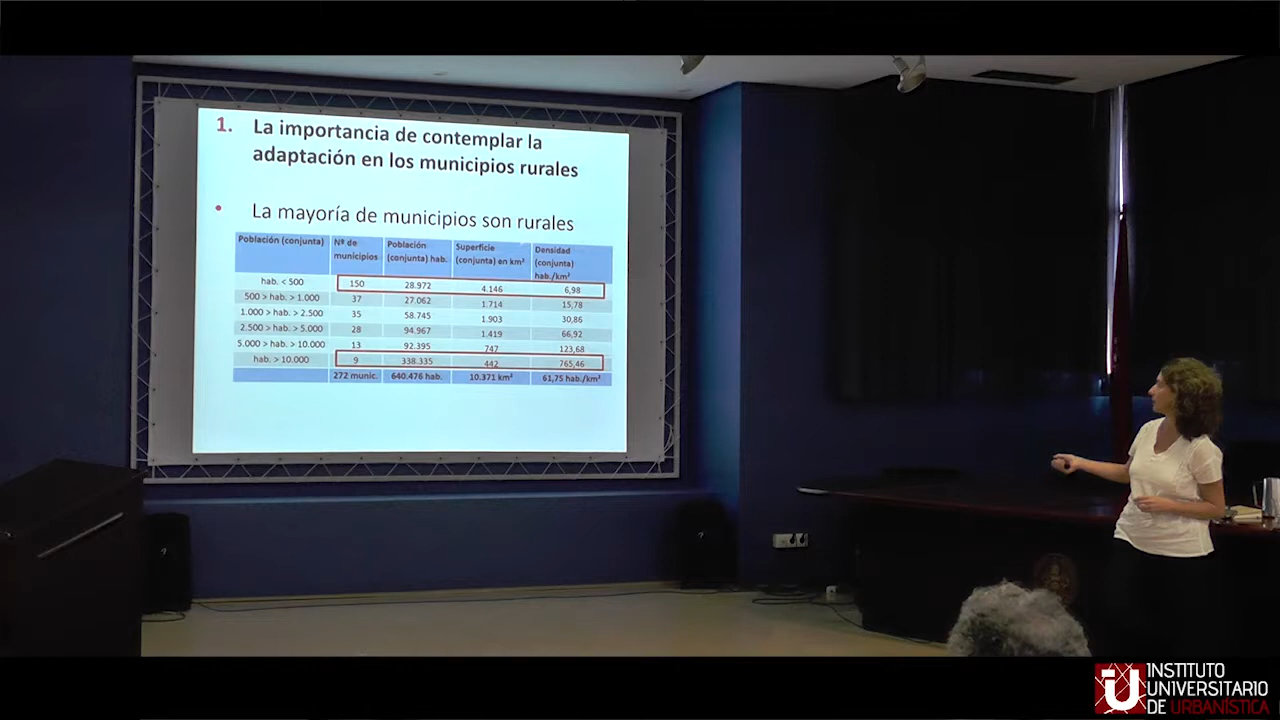 1. La importancia de contemplar la
adaptación en los municipios rurales
• La mayoría de municipios son rurales
Población (conjunta) Nº de municipios Población (conjunta) hab. Superficie (conjunto) en km² Densidad (conjunta) hab./km²
hab. < 500 150 28.972 4.146 6,98
500 > hab. > 1.000 37 27.062 1.714 15,78
1.000 > hab. > 2.500 35 58.745 1.903 30,86
2.500 > hab. > 5.000 28 94.967 1.419 66,92
5.000 > hab. > 10.000 13 92.395 747 123,68
hab. > 10.000 9 338.335 442 765,46
272 munic. 640.476 hab. 10.371 km² 61,75 hab./km²
IU INSTITUTO
UNIVERSITARIO
DE URBANÍSTICA